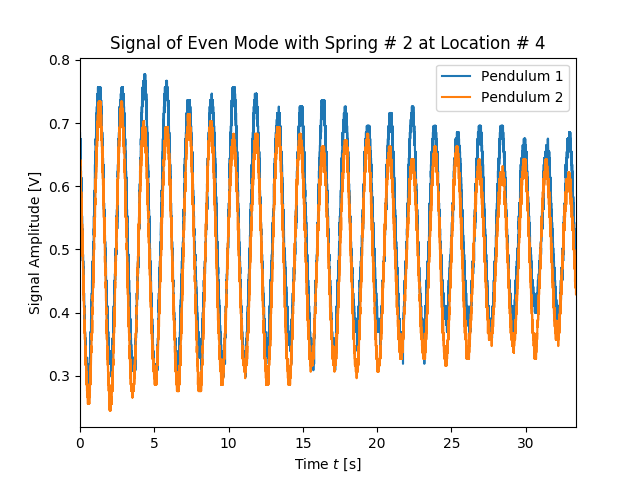 Signal of Even Mode with Spring # 2 at Location # 4
Pendulum 1
Pendulum 2
Signal Amplitude [V]
0.8
0.7
0.6
0.5
0.4
0.3
0 5 10 15 20 25 30
Time t [s]